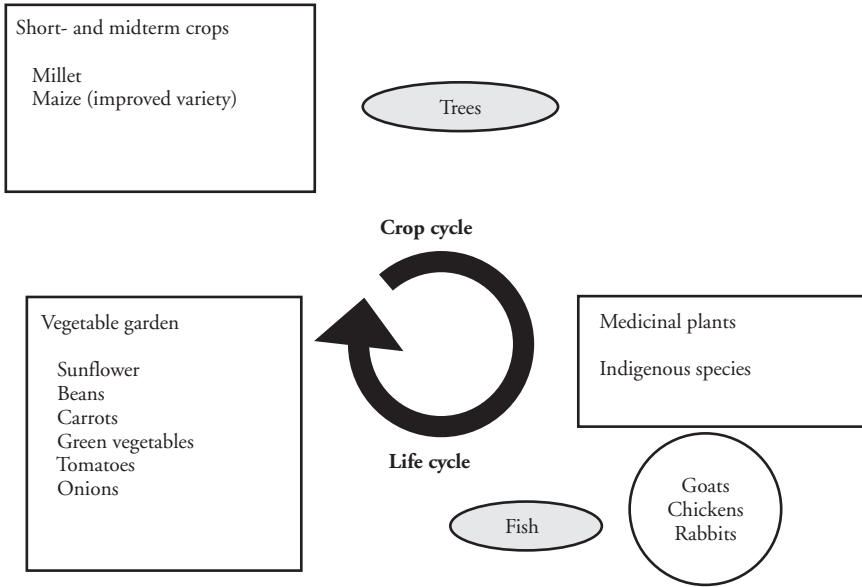 Short- and midterm crops
Millet
Maize (improved variety)
Trees
Crop cycle
Vegetable garden
Sunflower
Beans
Carrots
Green vegetables
Tomatoes
Onions
Medicinal plants
Indigenous species
Life cycle
Fish
Goats
Chickens
Rabbits